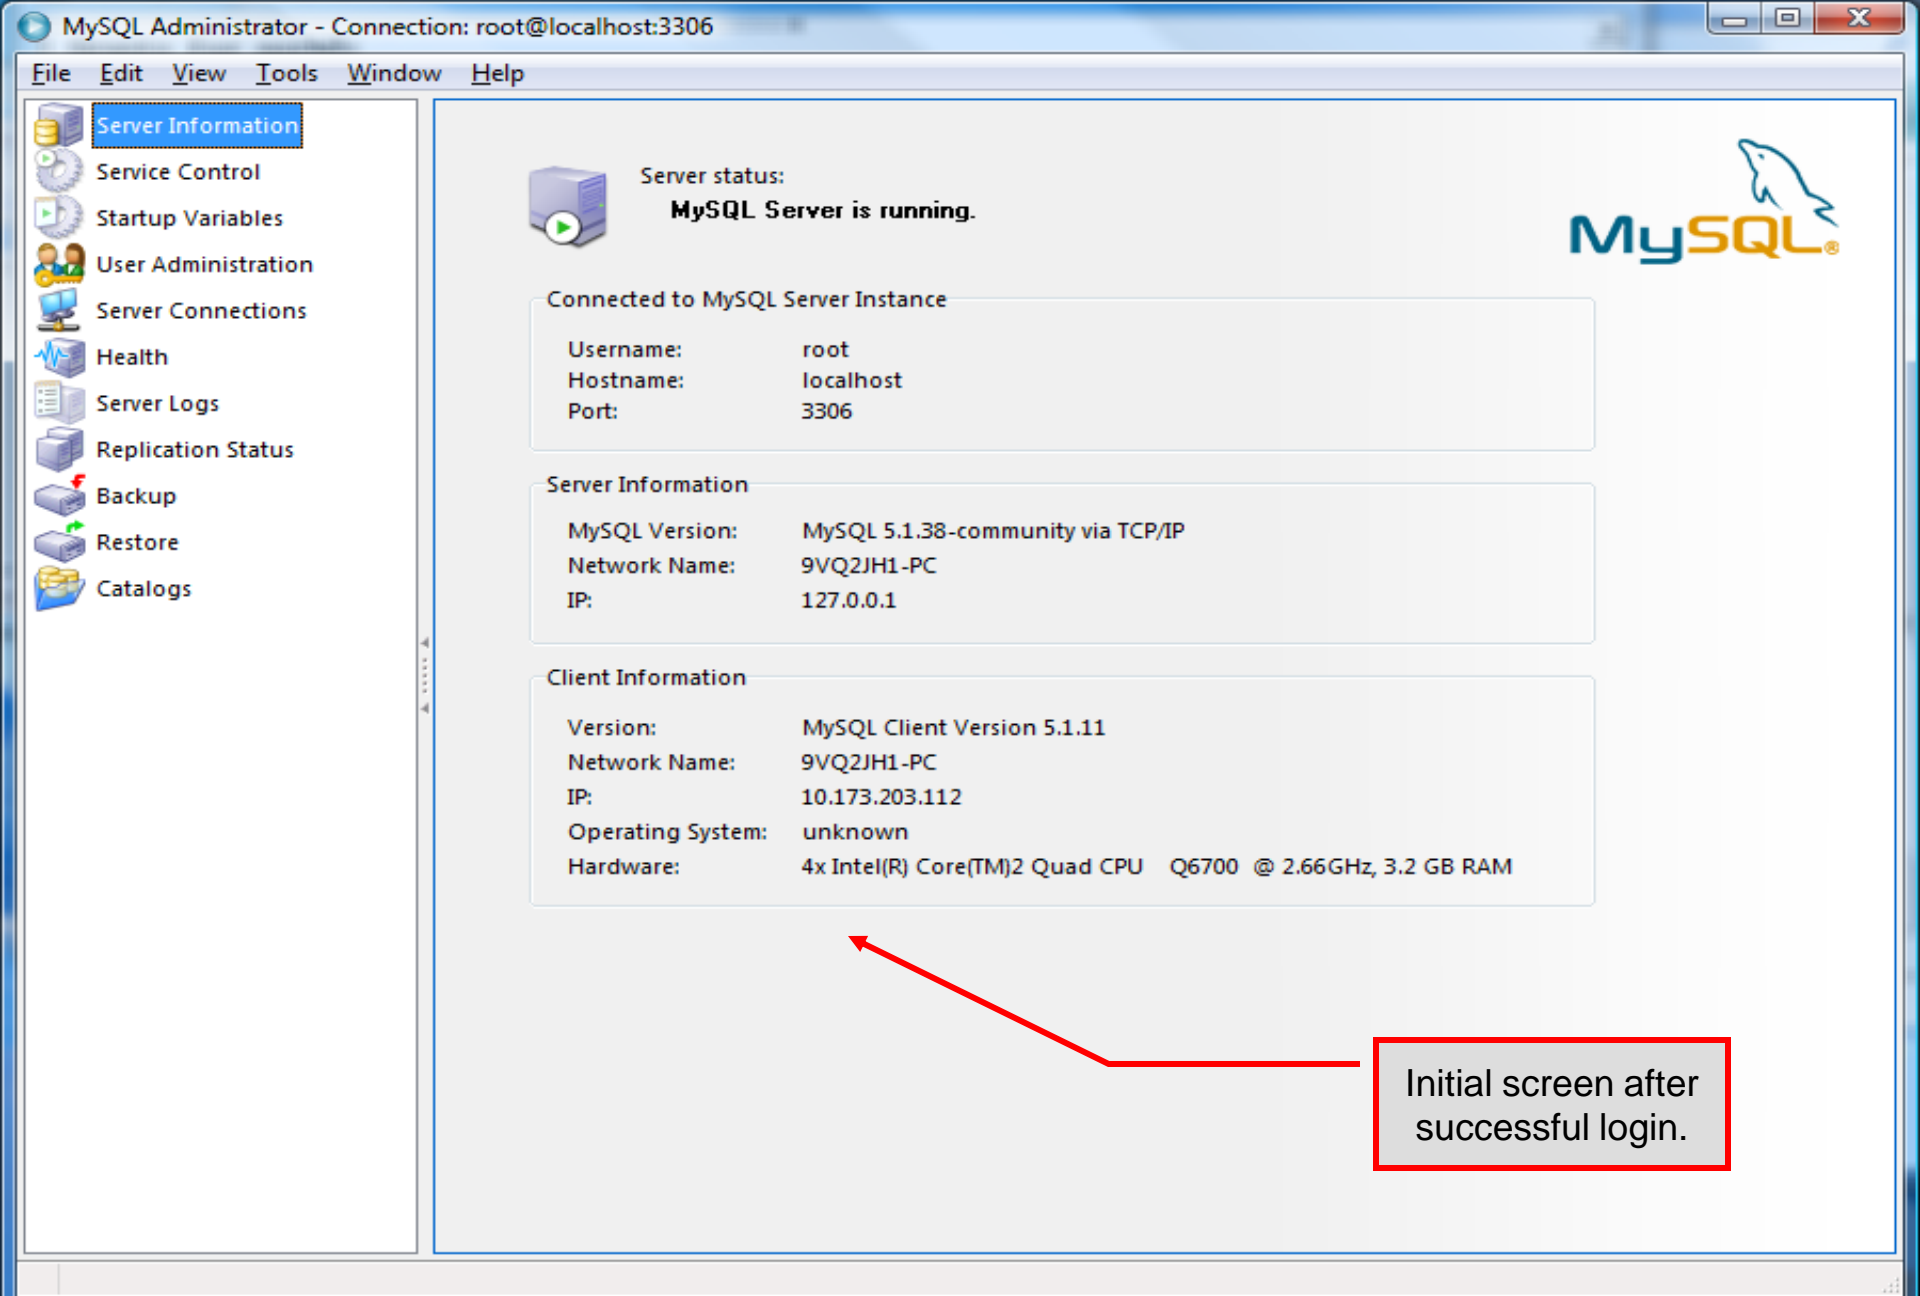 MySQL Administrator - Connection: root@localhost:3306
File Edit View Tools Window Help
Server Information
Service Control
Startup Variables
User Administration
Server Connections
Health
Server Logs
Replication Status
Backup
Restore
Catalogs
Server status:
MySQL Server is running.
MySQL®
Connected to MySQL Server Instance
Username: root
Hostname: localhost
Port: 3306
Server Information
MySQL Version: MySQL 5.1.38-community via TCP/IP
Network Name: 9VQ2JH1-PC
IP: 127.0.0.1
Client Information
Version: MySQL Client Version 5.1.11
Network Name: 9VQ2JH1-PC
IP: 10.173.203.112
Operating System: unknown
Hardware: 4x Intel(R) Core(TM)2 Quad CPU Q6700 @ 2.66GHz, 3.2 GB RAM
Initial screen after
successful login.